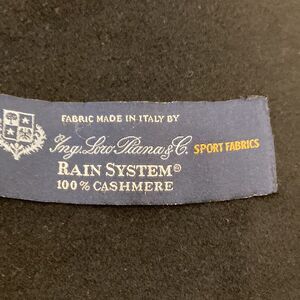 FABRIC MADE IN ITALY BY
Ing. Loro Piana & C. SPORT FABRICS
RAIN SYSTEM®
100% CASHMERE